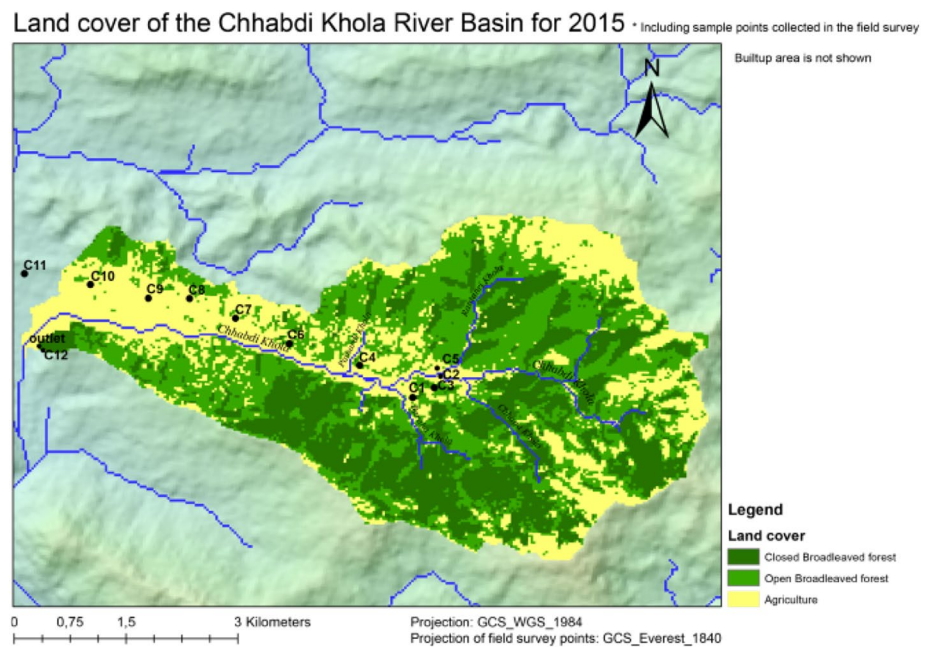 Land cover of the Chhabdi Khola River Basin for 2015 * Including sample points collected in the field survey
Builtup area is not shown
N
C11
C10
C9
C8
C7
Chhabdi Khola
C6
outlet
C12
C4
C5
C2
C3
C1
Khola
Chhabdi Khola
0 0,75 1,5 3 Kilometers
Projection: GCS_WGS_1984
Projection of field survey points: GCS_Everest_1840
Legend
Land cover
Closed Broadleaved forest
Open Broadleaved forest
Agriculture